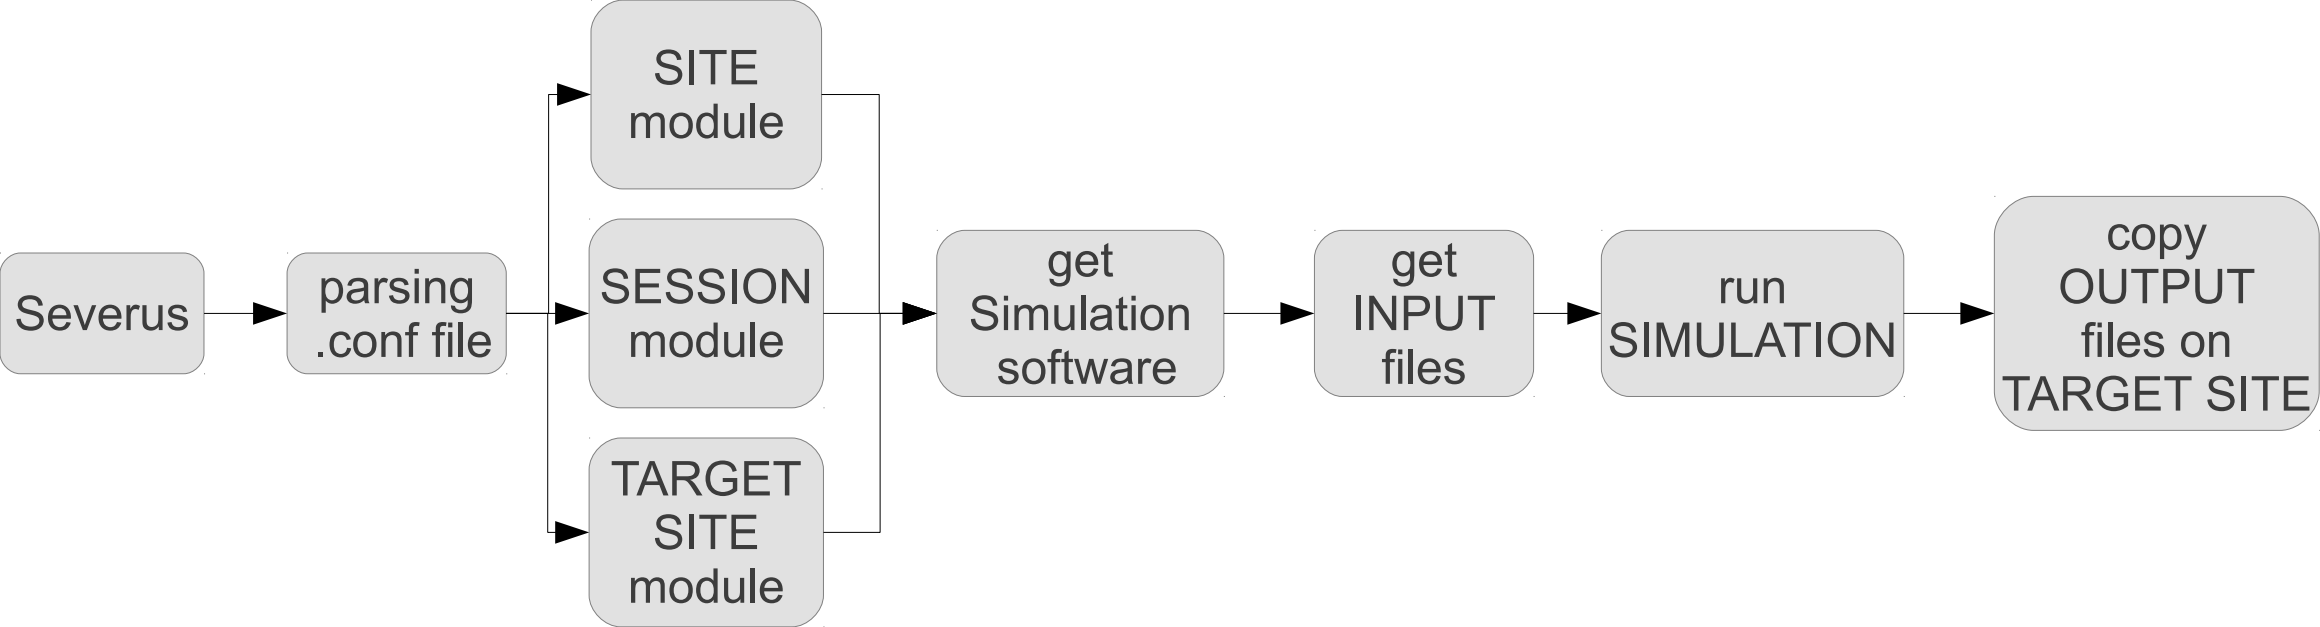 Severus
parsing
.conf file
SITE
module
SESSION
module
TARGET
SITE
module
get
Simulation
software
get
INPUT
files
run
SIMULATION
copy
OUTPUT
files on
TARGET SITE